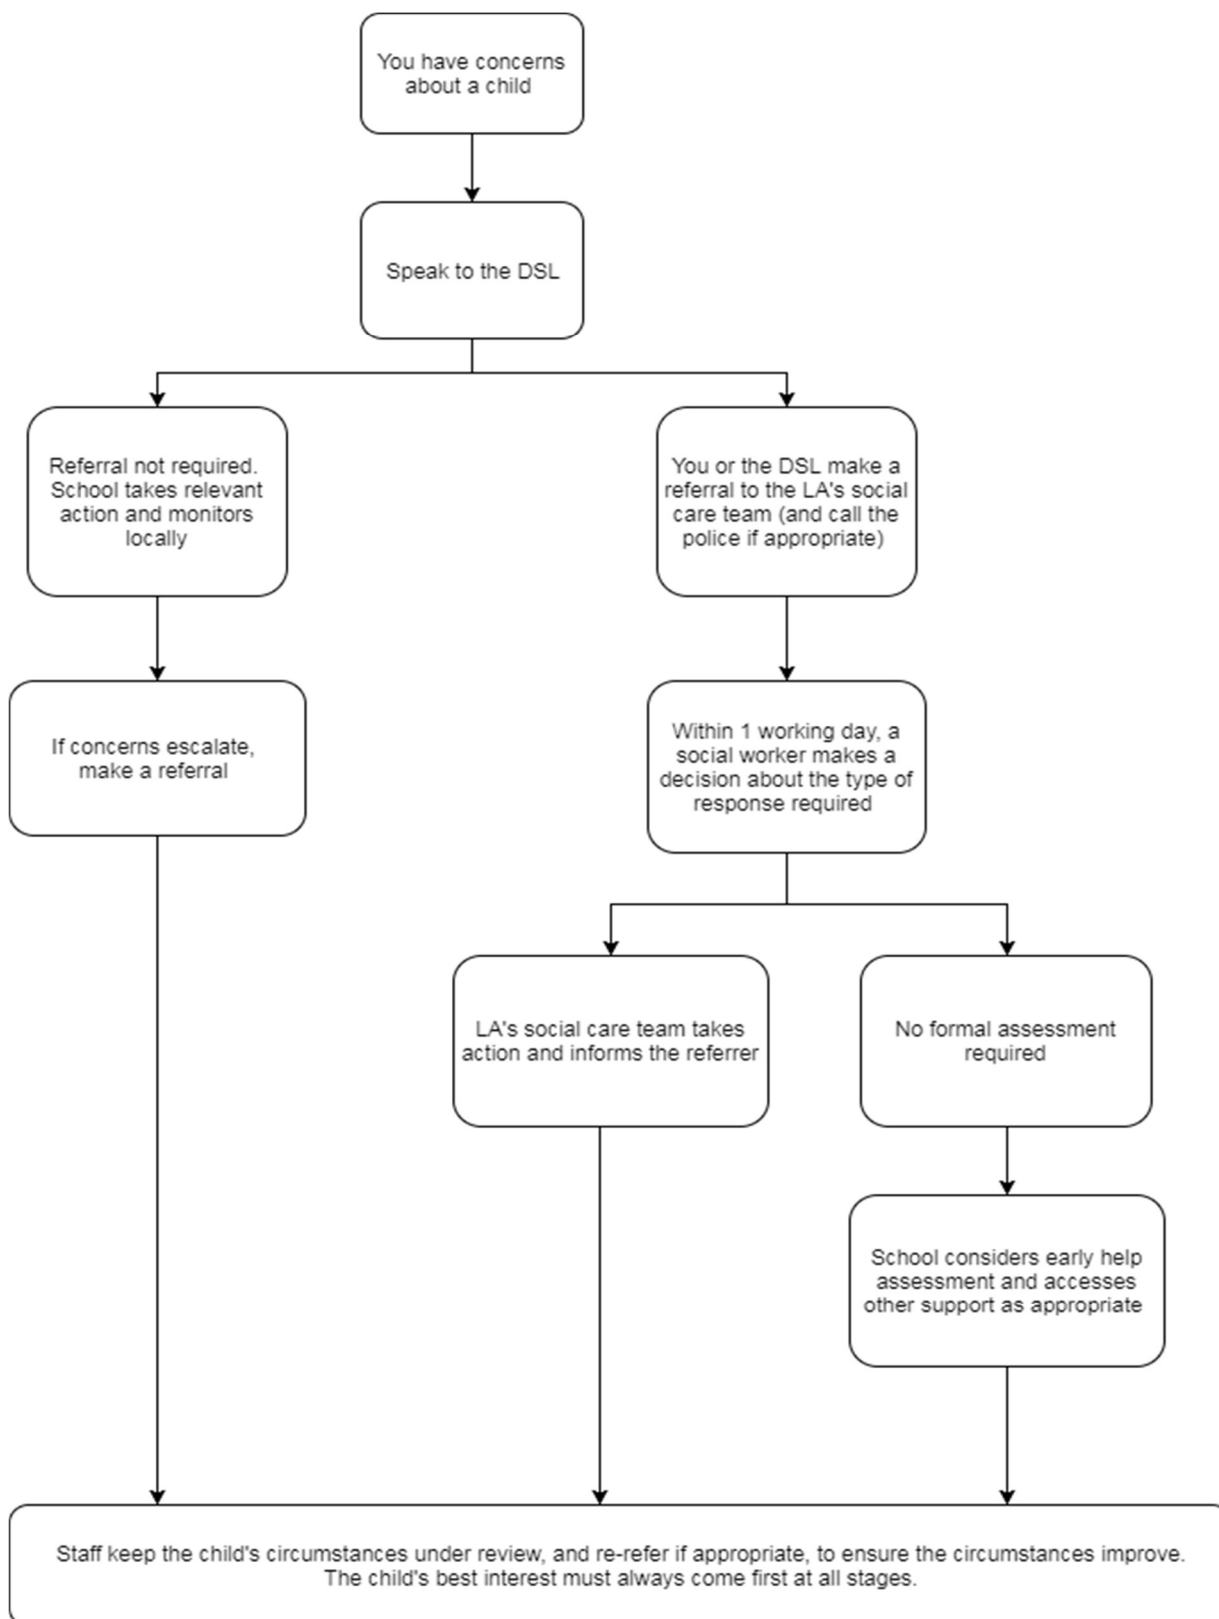 You have concerns
about a child
Speak to the DSL
Referral not required.
School takes relevant
action and monitors
locally
You or the DSL make a
referral to the LA's social
care team (and call the
police if appropriate)
If concerns escalate,
make a referral
Within 1 working day, a
social worker makes a
decision about the type of
response required
LA's social care team takes
action and informs the referrer
No formal assessment
required
School considers early help
assessment and accesses
other support as appropriate
Staff keep the child's circumstances under review, and re-refer if appropriate, to ensure the circumstances improve.
The child's best interest must always come first at all stages.